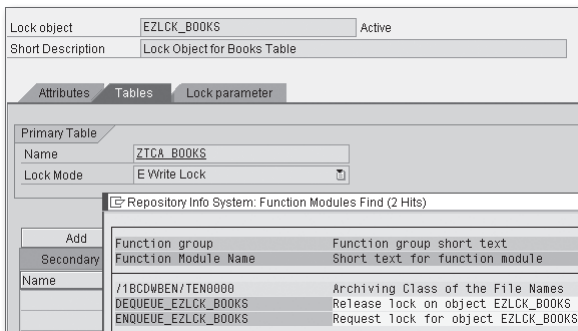 Lock object EZLCK_BOOKS Active
Short Description Lock Object for Books Table
Attributes Tables Lock parameter
Primary Table
Name ZTCA_BOOKS
Lock Mode E Write Lock
Repository Info System: Function Modules Find (2 Hits)
Add
Function group Function group short text
Secondary Function Module Name Short text for function module
Name
/1BCDWBEN/TEN0000 Archiving Class of the File Names
DEQUEUE_EZLCK_BOOKS Release lock on object EZLCK_BOOKS
ENQUEUE_EZLCK_BOOKS Request lock for object EZLCK_BOOKS